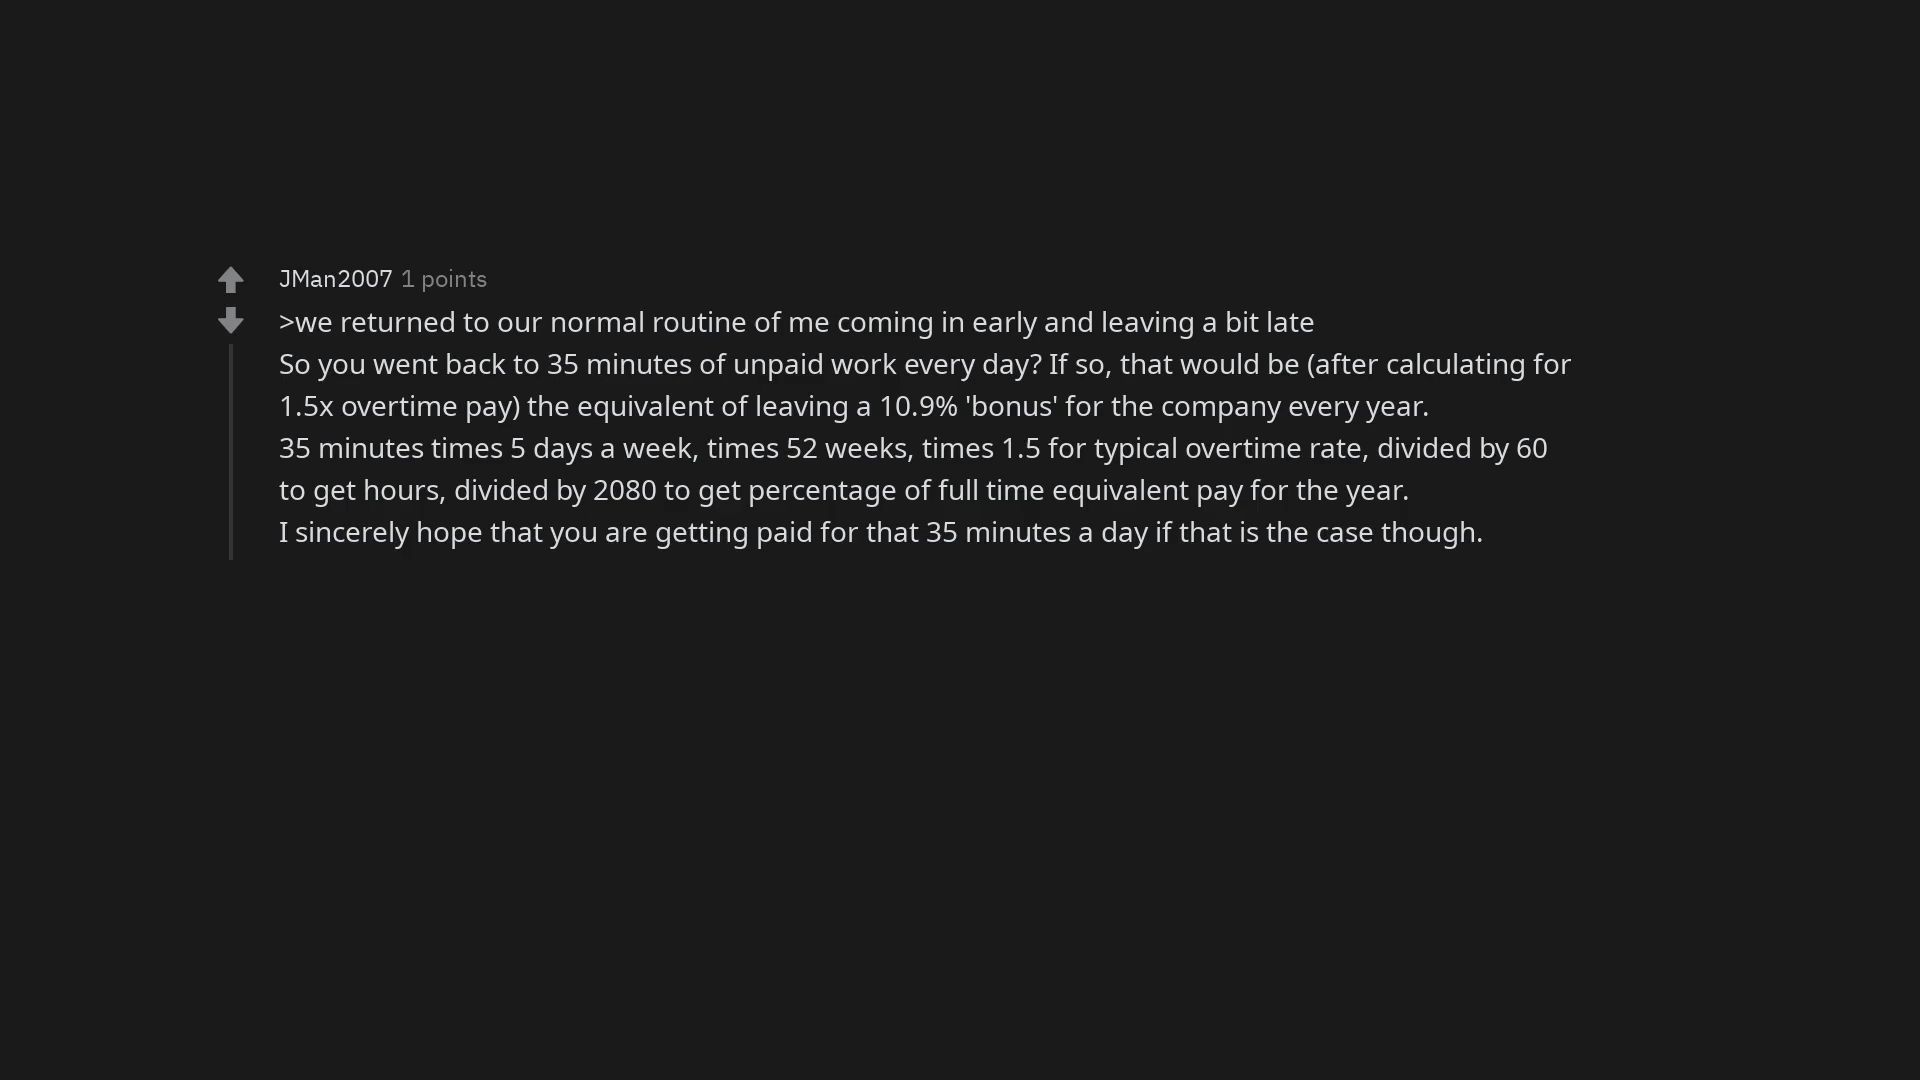 JMan2007 1 points
>we returned to our normal routine of me coming in early and leaving a bit late
So you went back to 35 minutes of unpaid work every day? If so, that would be (after calculating for
1.5x overtime pay) the equivalent of leaving a 10.9% 'bonus' for the company every year.
35 minutes times 5 days a week, times 52 weeks, times 1.5 for typical overtime rate, divided by 60
to get hours, divided by 2080 to get percentage of full time equivalent pay for the year.
I sincerely hope that you are getting paid for that 35 minutes a day if that is the case though.